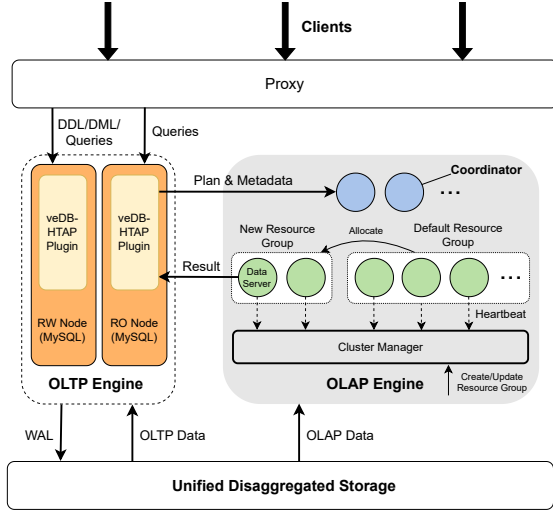 Clients
Proxy
DDL/DML/
Queries
Queries
veDB-
HTAP
Plugin
veDB-
HTAP
Plugin
RW Node
(MySQL)
RO Node
(MySQL)
OLTP Engine
Plan & Metadata
Coordinator
...
New Resource
Group
Allocate
Default Resource
Group
Result
Data
Server
...
Heartbeat
Cluster Manager
OLAP Engine
Create/Update
Resource Group
WAL
OLTP Data
OLAP Data
Unified Disaggregated Storage